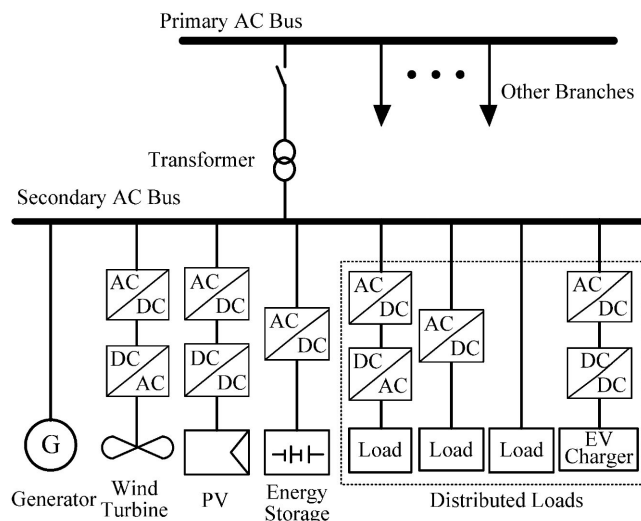 Primary AC Bus
Other Branches
Transformer
Secondary AC Bus
AC
DC
AC
DC
AC
DC
AC
DC
AC
DC
AC
DC
DC
AC
DC
DC
DC
AC
DC
DC
G
Load
Load
Load
EV
Charger
Generator
Wind
Turbine
PV
Energy
Storage
Distributed Loads